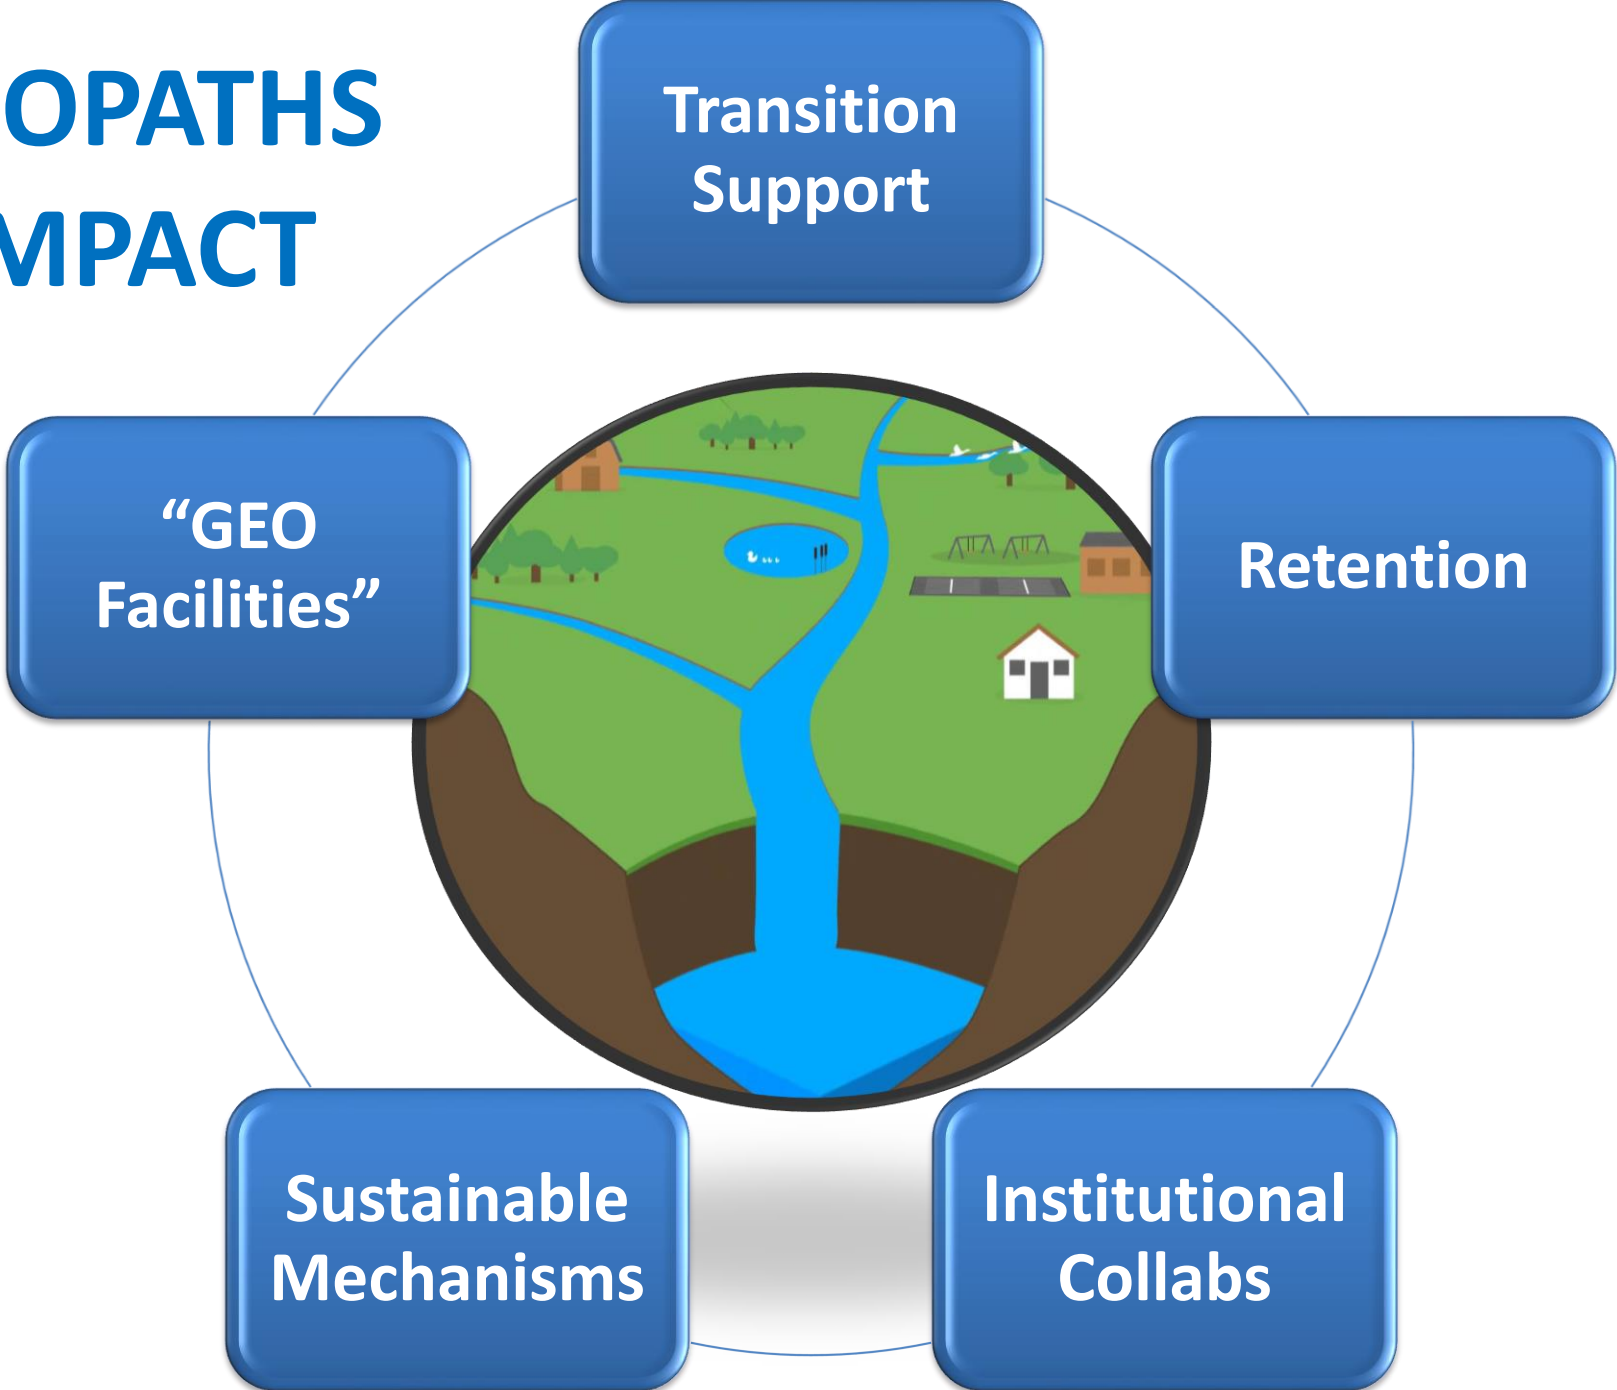 OPATHS
MPACT
Transition
Support
“GEO
Facilities”
Retention
Sustainable
Mechanisms
Institutional
Collabs